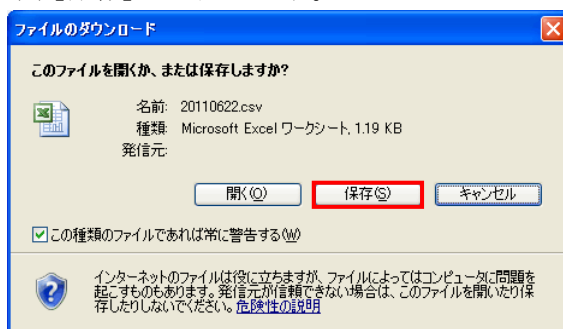 ファイルのダウンロード
このファイルを開くか、または保存しますか?
名前: 20110622.csv
種類: Microsoft Excel ワークシート, 1.19 KB
発信元:
開く(O) 保存(S) キャンセル
この種類のファイルであれば常に警告する(W)
インターネットのファイルは役に立ちますが、ファイルによってはコンピュータに問題を
起こすものもあります。発信元が信頼できない場合は、このファイルを開いたり保
存したりしないでください。危険性の説明